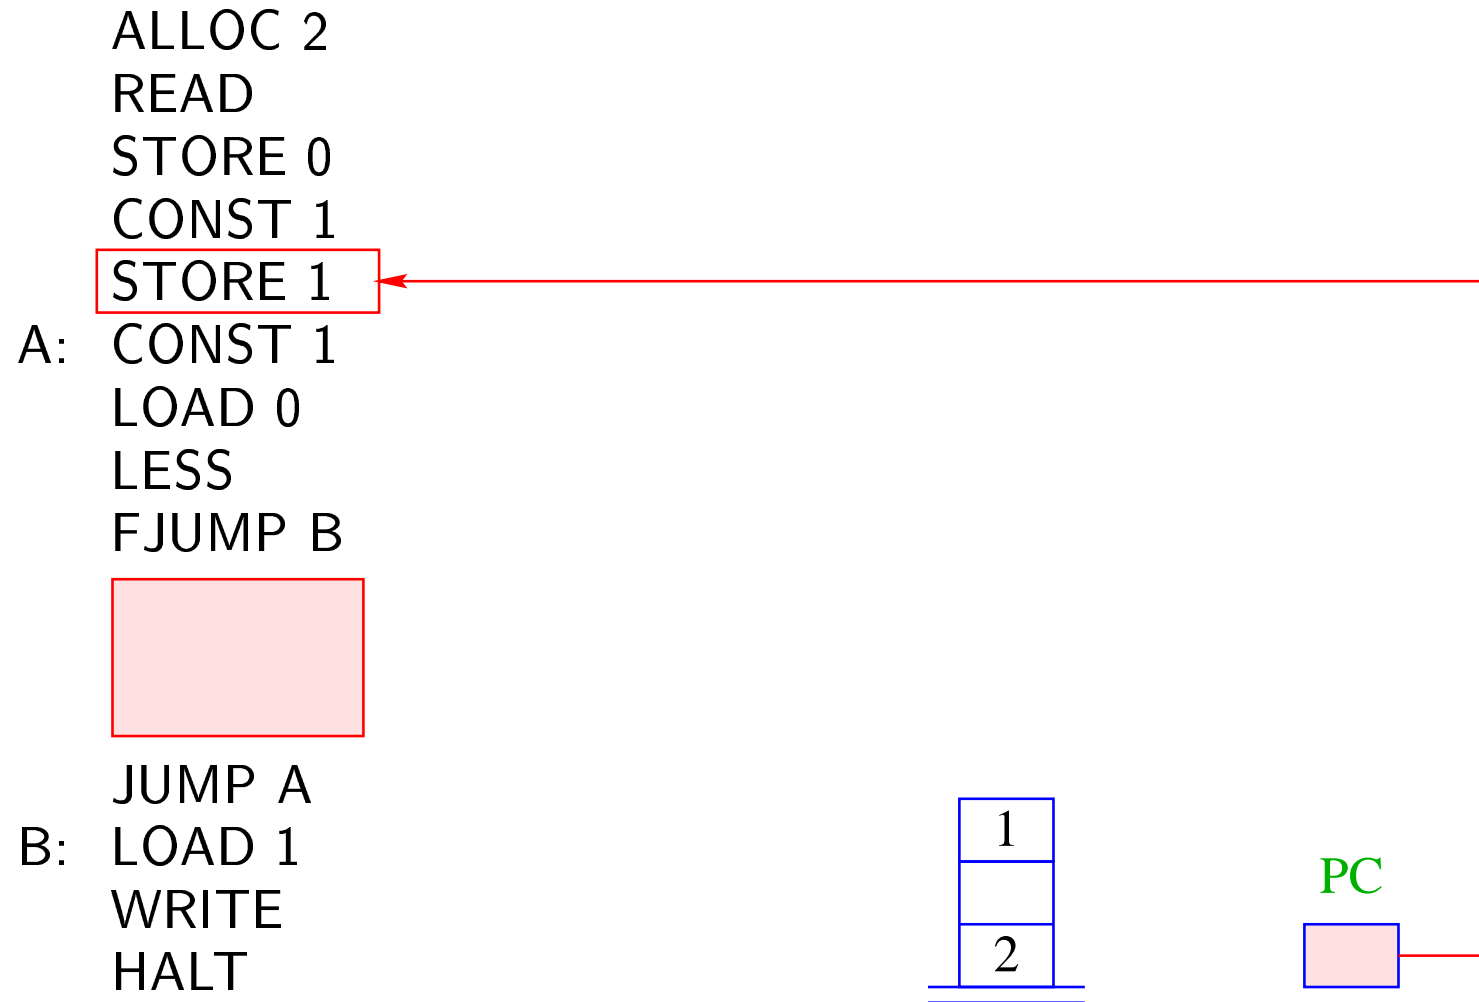 ALLOC 2
READ
STORE 0
CONST 1
STORE 1
A: CONST 1
LOAD 0
LESS
FJUMP B
JUMP A
B: LOAD 1
WRITE
HALT
1
2
PC